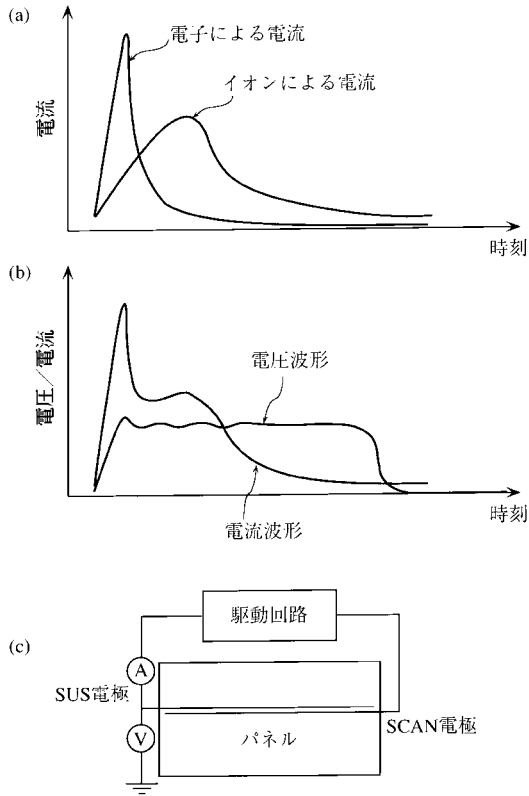 (a)
電子による電流
イオンによる電流
電流
時刻
(b)
電圧波形
電圧／電流
電流波形
時刻
(c)
駆動回路
A
SUS電極
SCAN電極
V
パネル